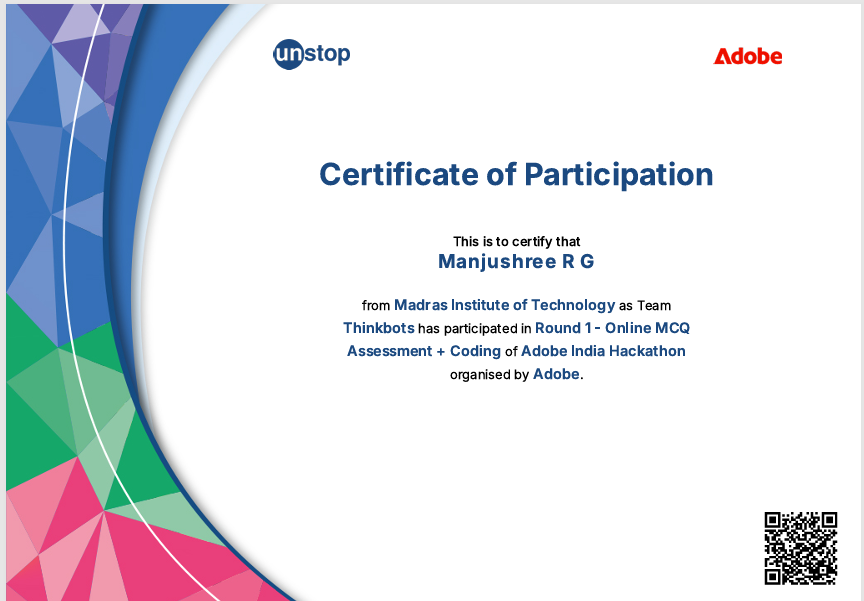 unstop
Adobe
Certificate of Participation
This is to certify that
Manjushree R G
from Madras Institute of Technology as Team
Thinkbots has participated in Round 1 - Online MCQ
Assessment + Coding of Adobe India Hackathon
organised by Adobe.